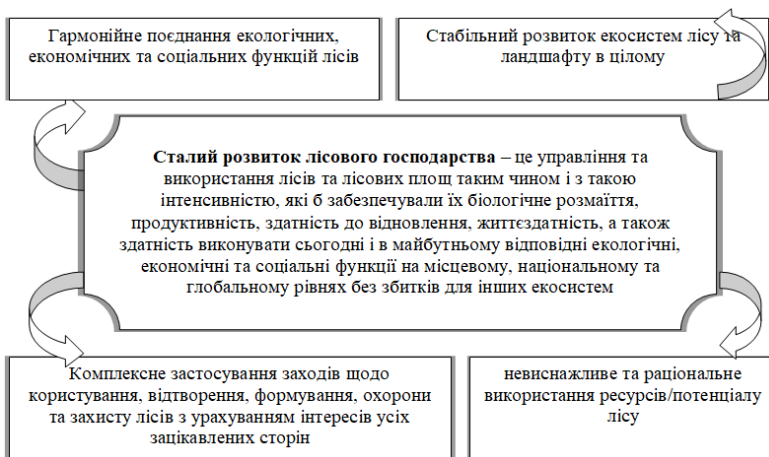 Гармонійне поєднання екологічних,
економічних та соціальних функцій лісів
Стабільний розвиток екосистем лісу та
ландшафту в цілому
Сталий розвиток лісового господарства – це управління та
використання лісів та лісових площ таким чином і з такою
інтенсивністю, які б забезпечували їх біологічне розмаїття,
продуктивність, здатність до відновлення, життєздатність, а також
здатність виконувати сьогодні і в майбутньому відповідні екологічні,
економічні та соціальні функції на місцевому, національному та
глобальному рівнях без збитків для інших екосистем
Комплексне застосування заходів щодо
користування, відтворення, формування, охорони
та захисту лісів з урахуванням інтересів усіх
зацікавлених сторін
невиснажливе та раціональне
використання ресурсів/потенціалу
лісу